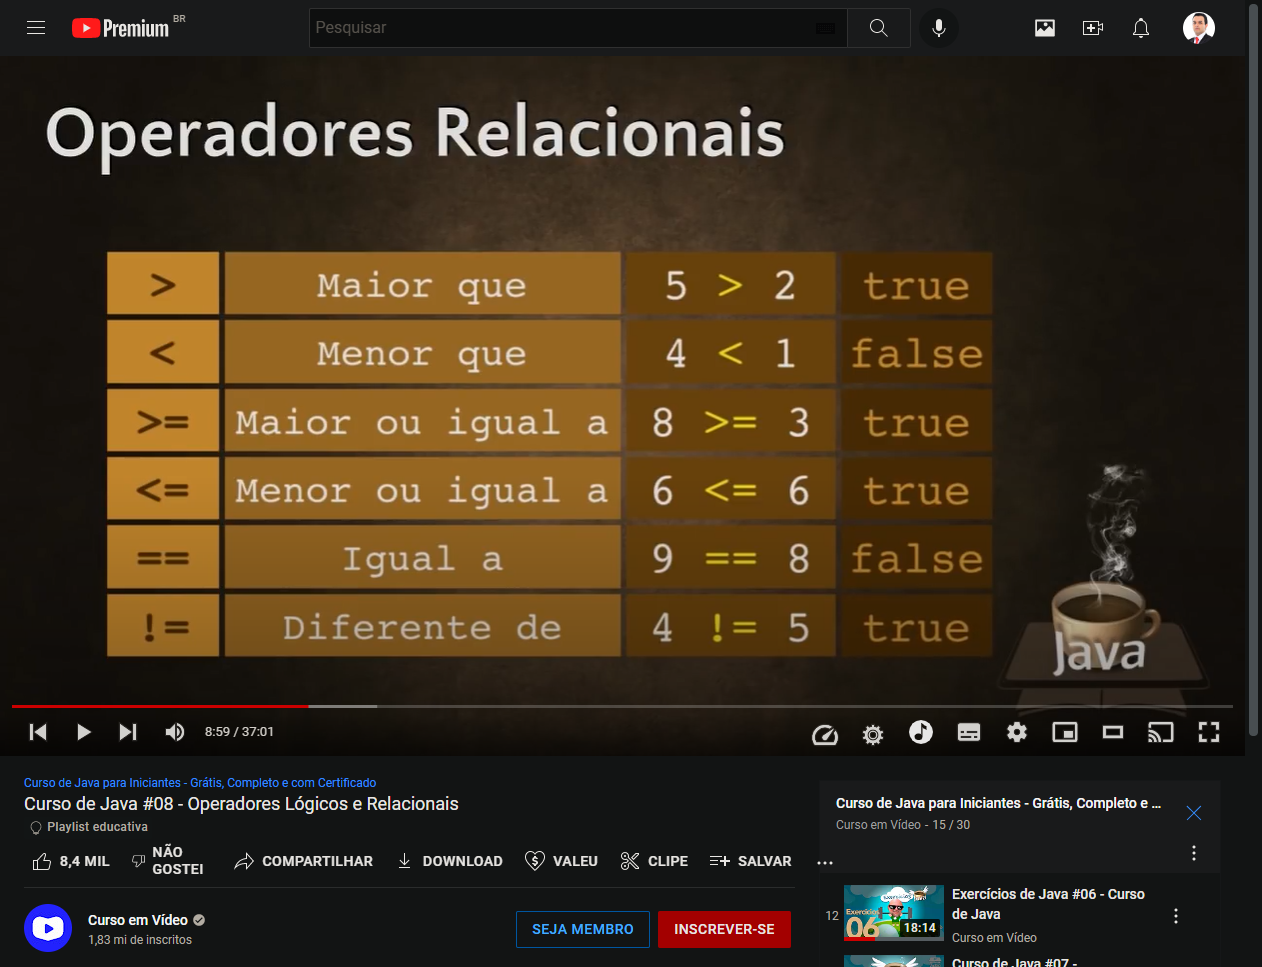 Premium BR
Pesquisar
Operadores Relacionais
> Maior que 5 > 2 true
< Menor que 4 < 1 false
>= Maior ou igual a 8 >= 3 true
<= Menor ou igual a 6 <= 6 true
== Igual a 9 == 8 false
!= Diferente de 4 != 5 true
Java
8:59 / 37:01
Curso de Java para Iniciantes - Grátis, Completo e com Certificado
Curso de Java #08 - Operadores Lógicos e Relacionais
Playlist educativa
8,4 MIL
NÃO
GOSTEI
COMPARTILHAR
DOWNLOAD
VALEU
CLIPE
SALVAR
...
Curso em Vídeo
1,83 mi de inscritos
SEJA MEMBRO
INSCREVER-SE
Curso de Java para Iniciantes - Grátis, Completo e ...
Curso em Vídeo - 15 / 30
12
Exercícios
06
18:14
Exercícios de Java #06 - Curso
de Java
Curso em Vídeo
Curso de Java #07 -